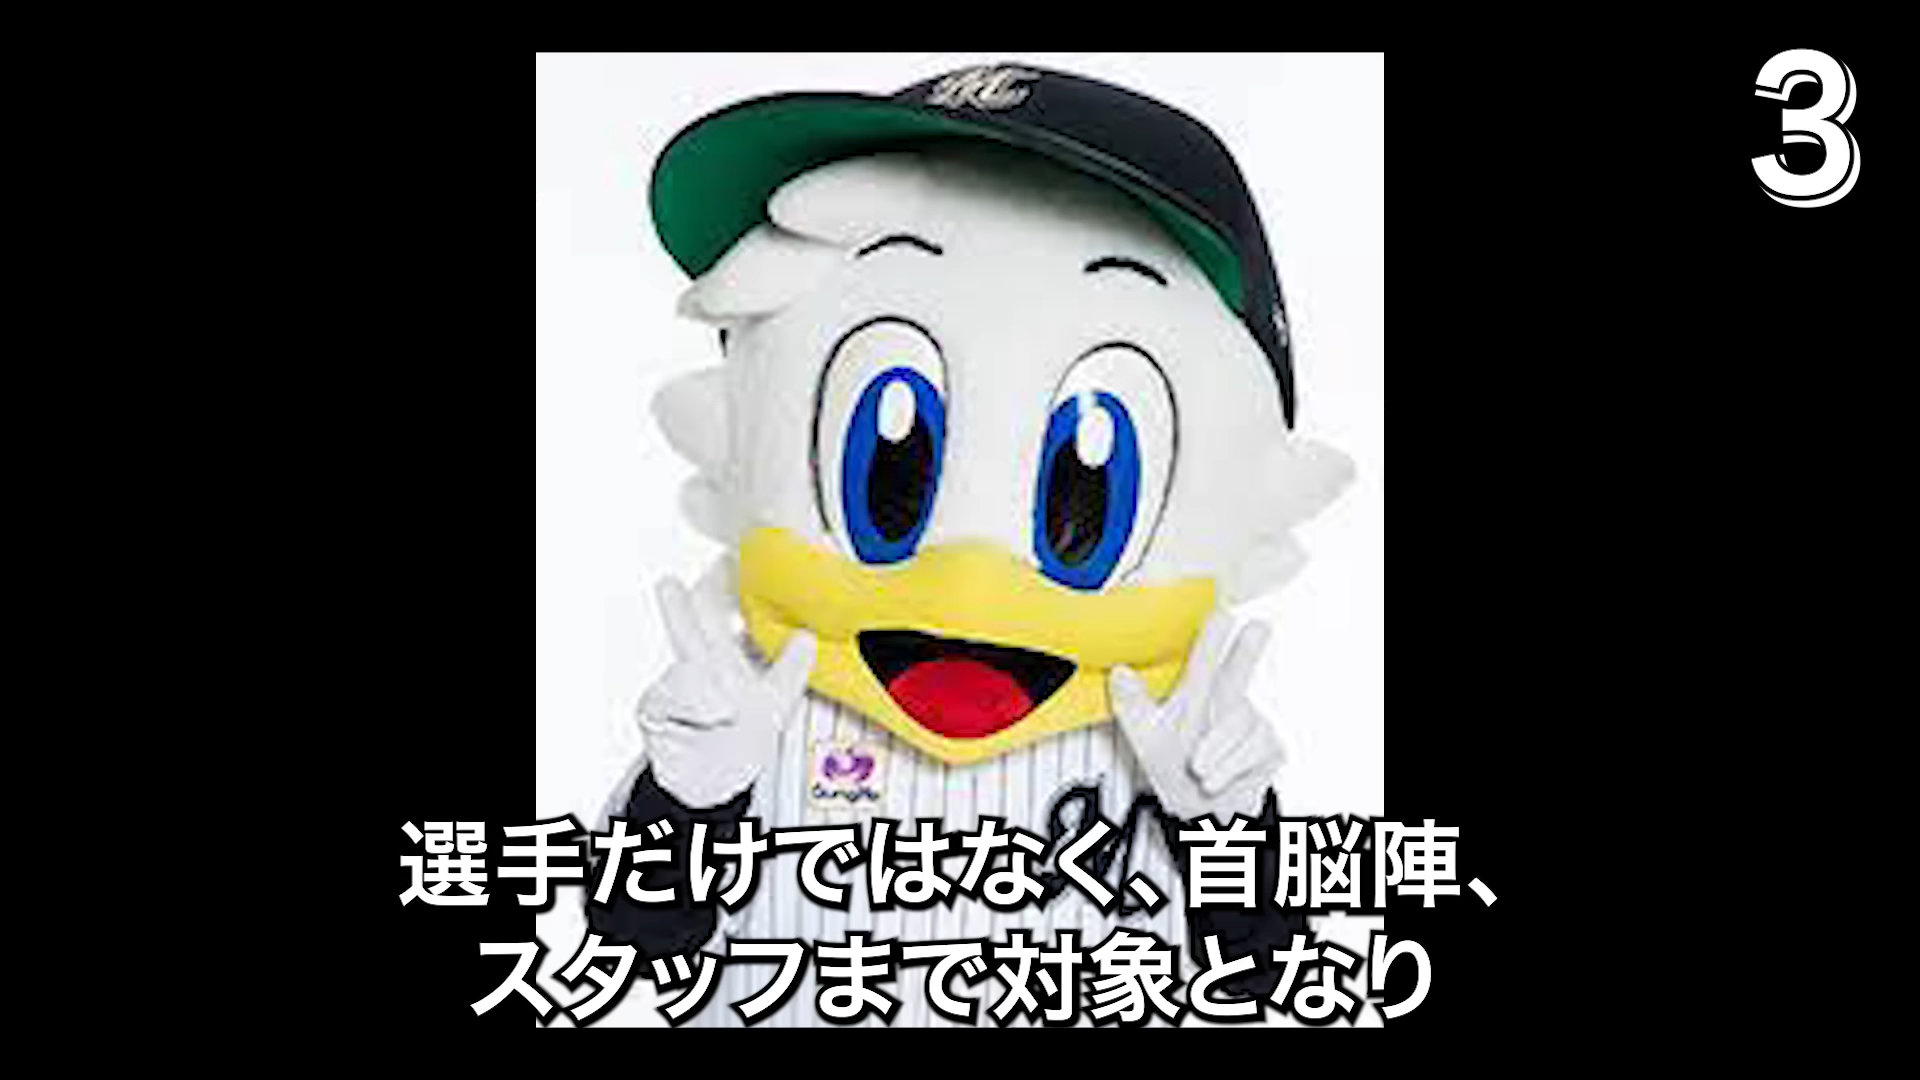 3
選手だけではなく、首脳陣、
スタッフまで対象となり